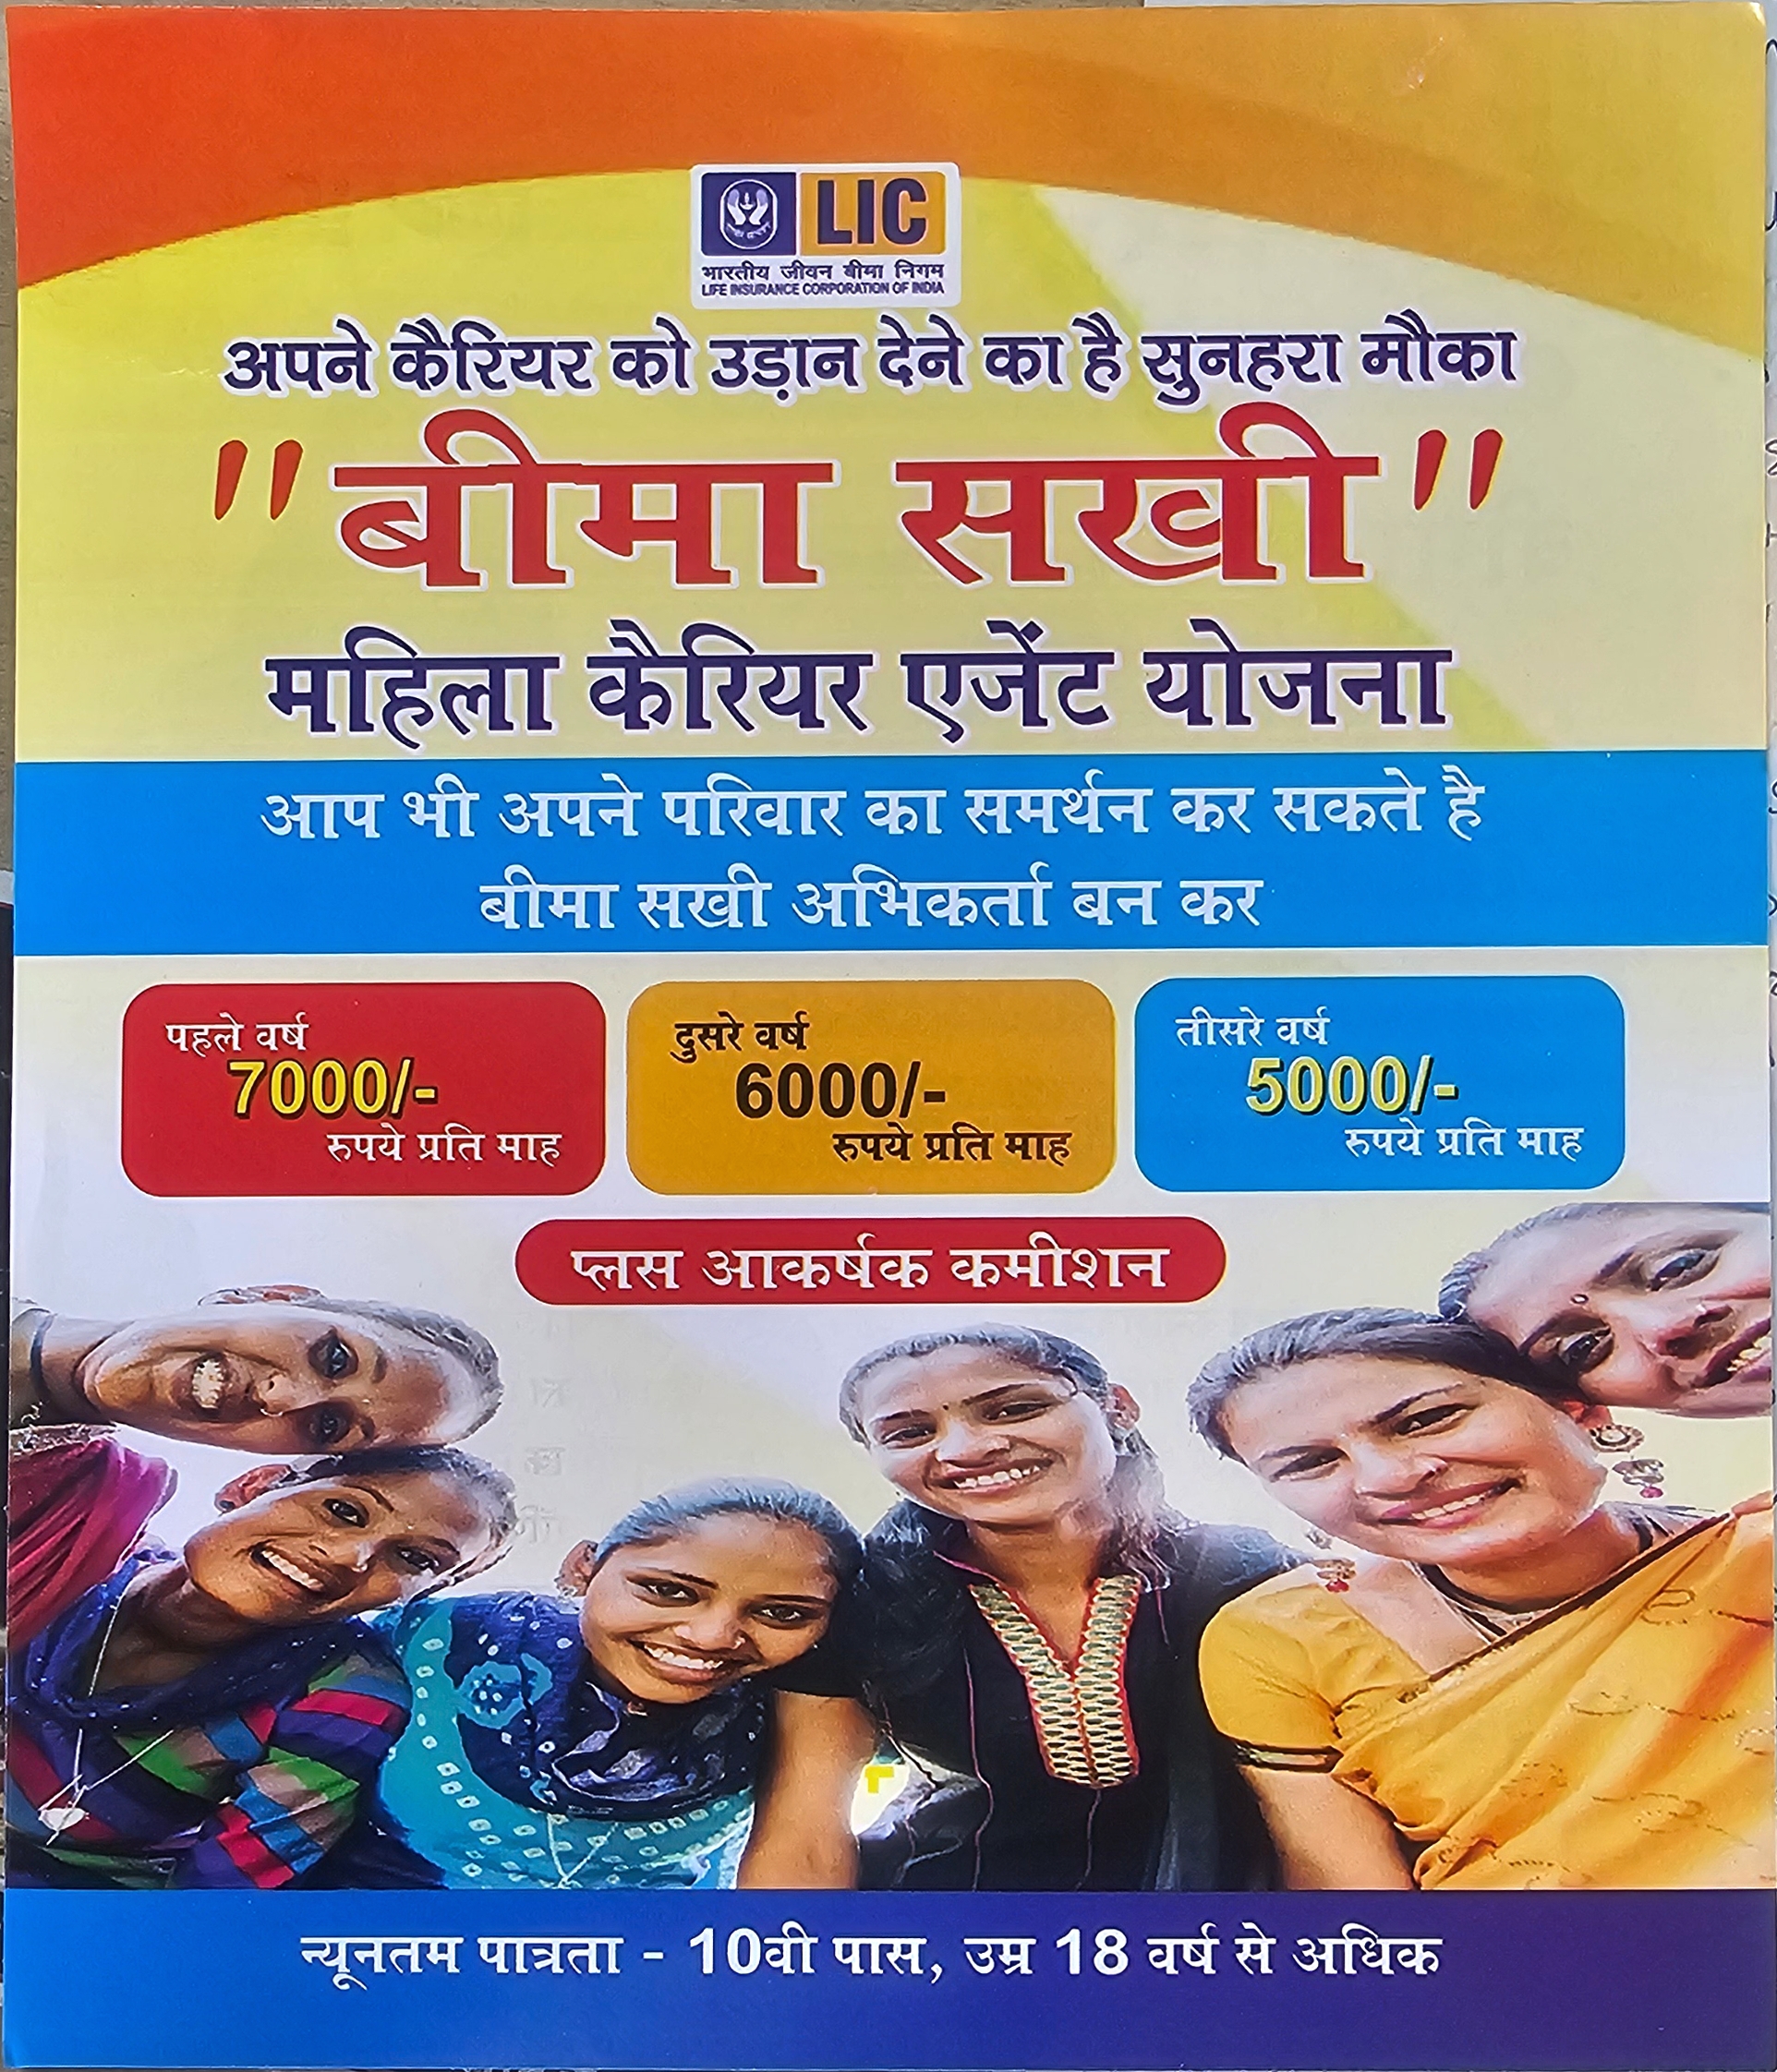 LIC
भारतीय जीवन बीमा निगम
LIFE INSURANCE CORPORATION OF INDIA
अपने कैरियर को उड़ान देने का है सुनहरा मौका
"बीमा सखी"
महिला कैरियर एजेंट योजना
आप भी अपने परिवार का समर्थन कर सकते है
बीमा सखी अभिकर्ता बन कर
पहले वर्ष
7000/-
रुपये प्रति माह
दुसरे वर्ष
6000/-
रुपये प्रति माह
तीसरे वर्ष
5000/-
रुपये प्रति माह
प्लस आकर्षक कमीशन
न्यूनतम पात्रता - 10वी पास, उम्र 18 वर्ष से अधिक